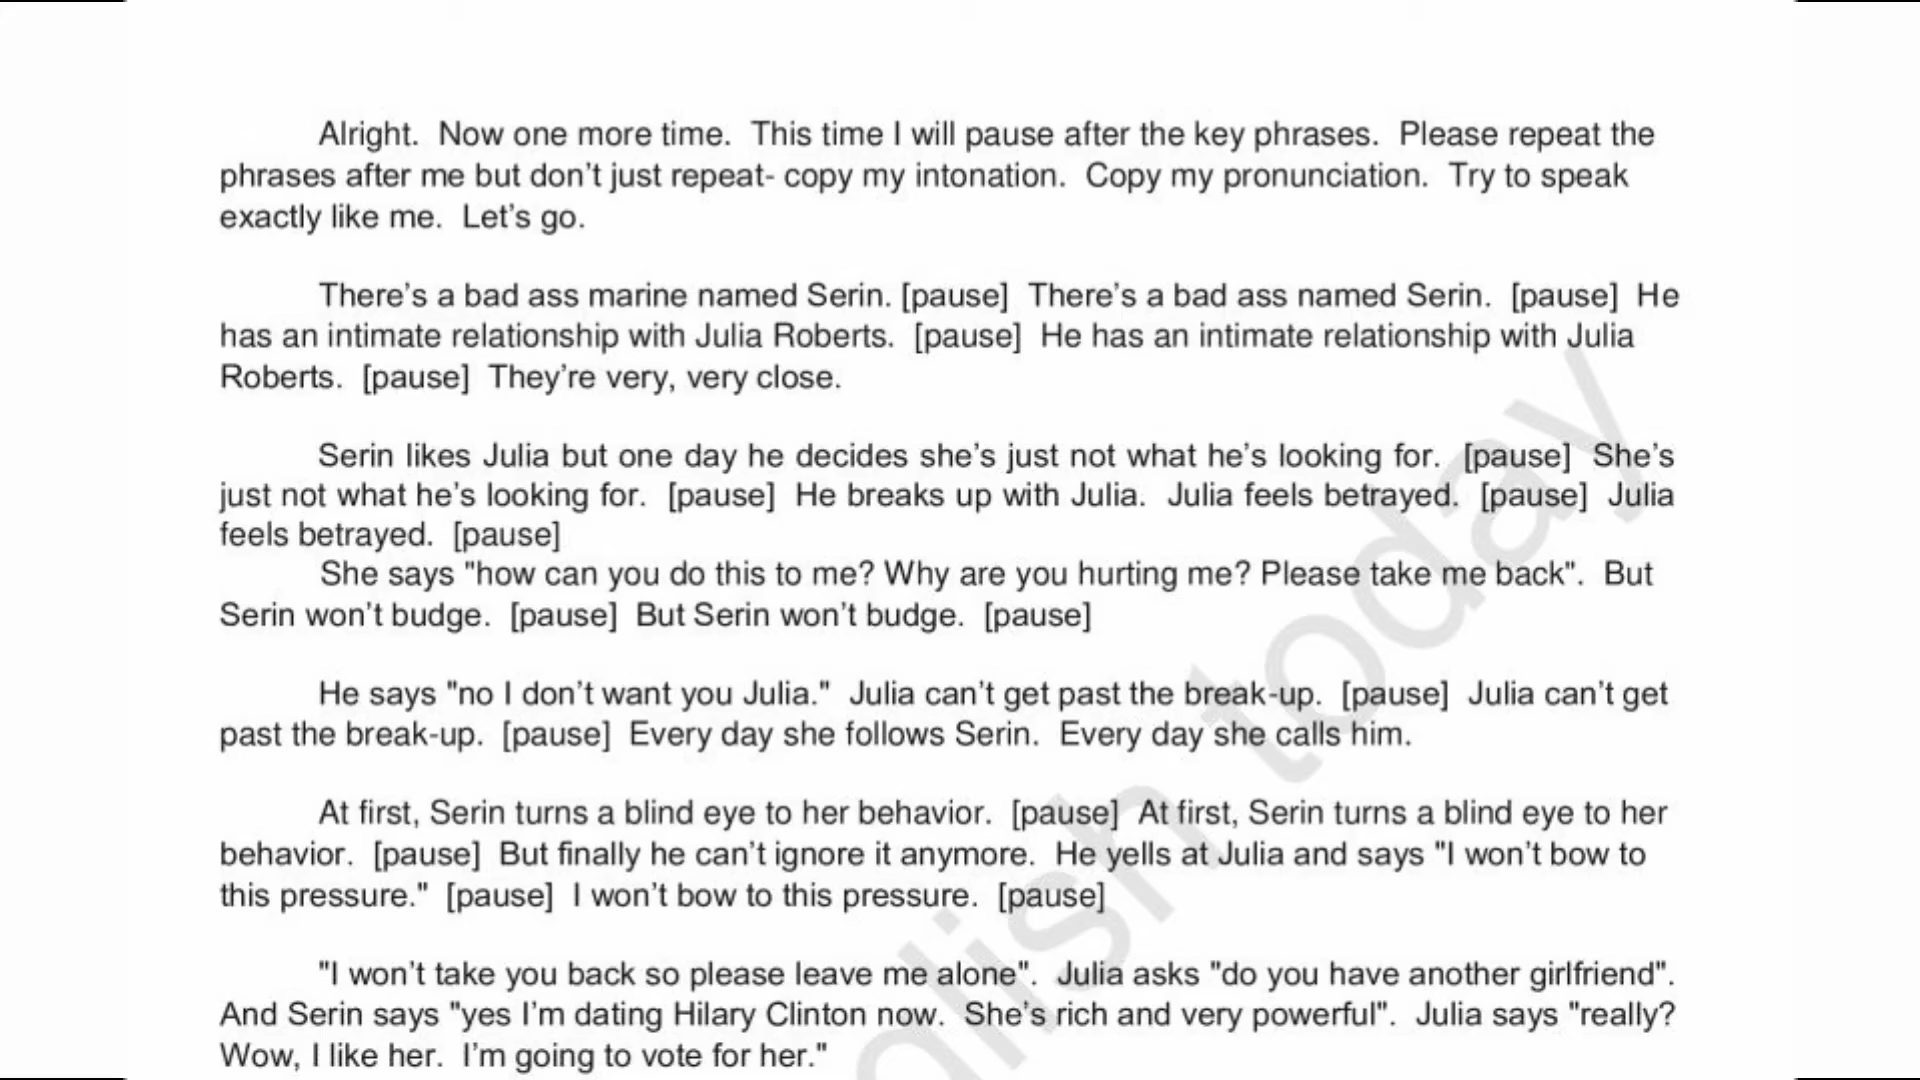 Alright. Now one more time. This time I will pause after the key phrases. Please repeat the
phrases after me but don’t just repeat- copy my intonation. Copy my pronunciation. Try to speak
exactly like me. Let’s go.
There’s a bad ass marine named Serin. [pause] There’s a bad ass named Serin. [pause] He
has an intimate relationship with Julia Roberts. [pause] He has an intimate relationship with Julia
Roberts. [pause] They’re very, very close.
Serin likes Julia but one day he decides she’s just not what he’s looking for. [pause] She’s
just not what he’s looking for. [pause] He breaks up with Julia. Julia feels betrayed. [pause] Julia
feels betrayed. [pause]
She says "how can you do this to me? Why are you hurting me? Please take me back". But
Serin won’t budge. [pause] But Serin won’t budge. [pause]
He says "no I don’t want you Julia." Julia can’t get past the break-up. [pause] Julia can’t get
past the break-up. [pause] Every day she follows Serin. Every day she calls him.
At first, Serin turns a blind eye to her behavior. [pause] At first, Serin turns a blind eye to her
behavior. [pause] But finally he can’t ignore it anymore. He yells at Julia and says "I won’t bow to
this pressure." [pause] I won’t bow to this pressure. [pause]
"I won’t take you back so please leave me alone". Julia asks "do you have another girlfriend".
And Serin says "yes I’m dating Hilary Clinton now. She’s rich and very powerful". Julia says "really?
Wow, I like her. I’m going to vote for her."
glish today